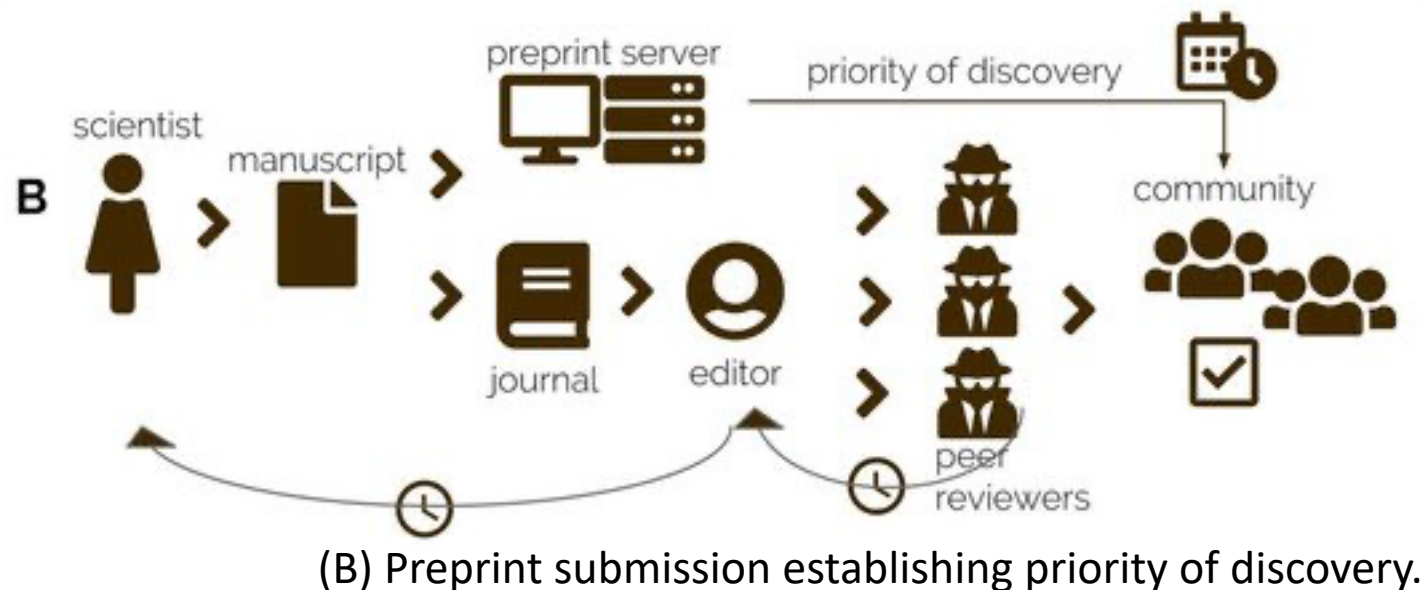 preprint server
priority of discovery
scientist
manuscript
community
B
journal
editor
peer
reviewers
(B) Preprint submission establishing priority of discovery.